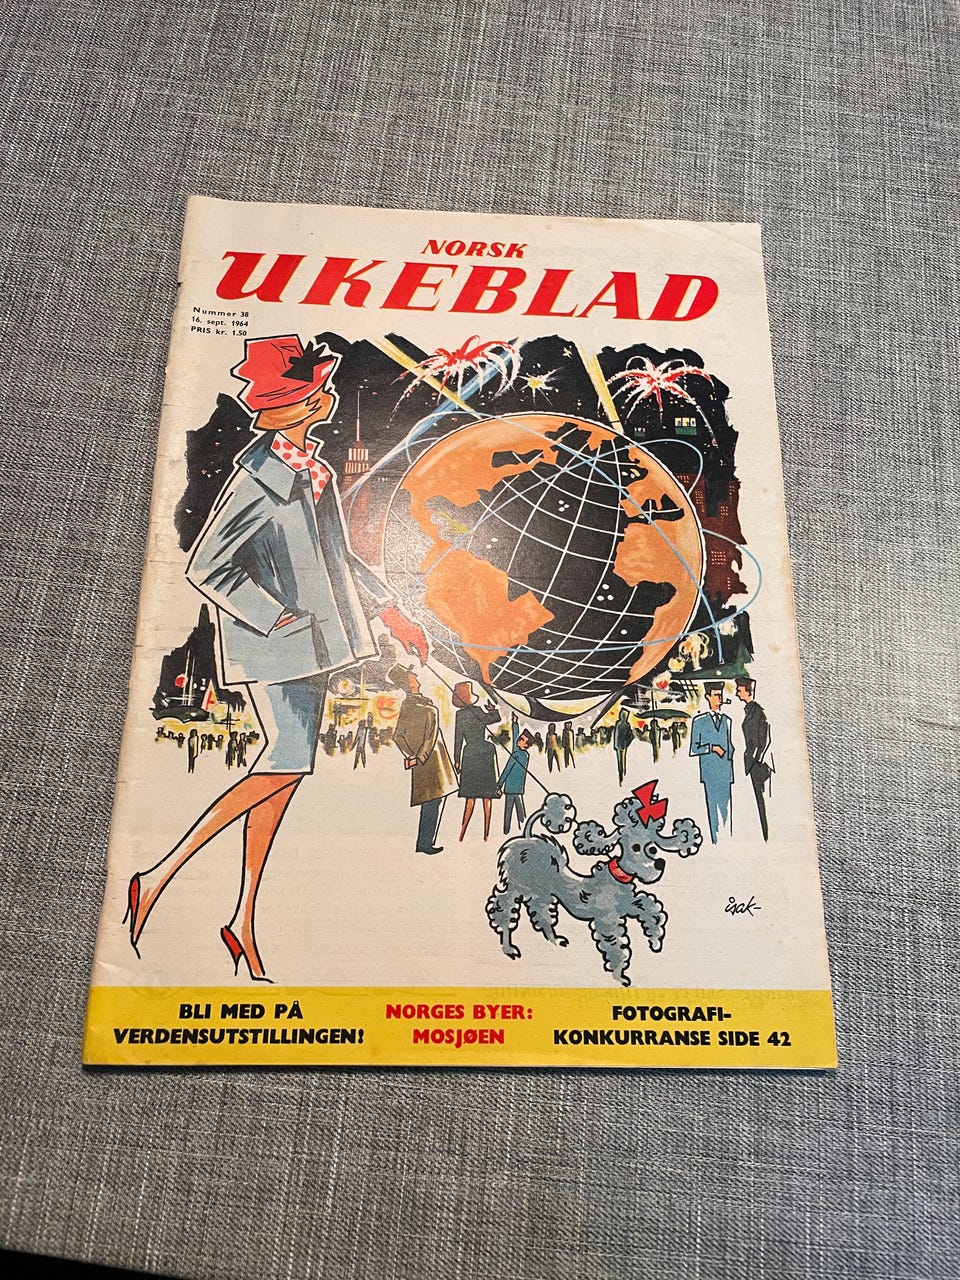 NORSK
UKEBLAD
Nummer 38
16. sept. 1964
PRIS kr. 1.50
isak-
BLI MED PÅ
VERDENSUTSTILLINGEN!
NORGES BYER:
MOSJØEN
FOTOGRAFI-
KONKURRANSE SIDE 42